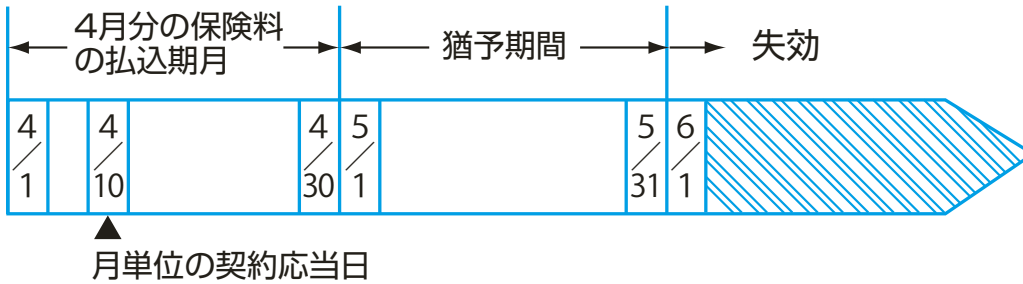 4月分の保険料
の払込期月
猶予期間
失効
4/1
4/10
4/30
5/1
5/31
6/1
月単位の契約応当日